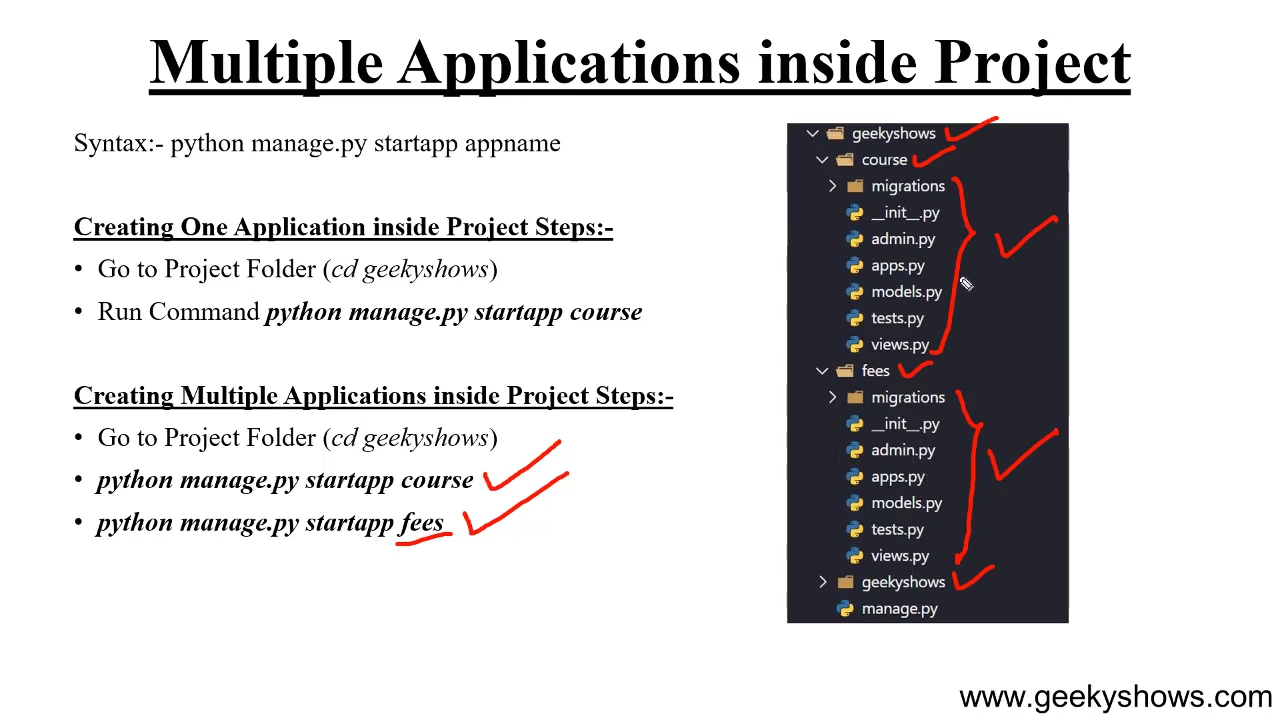 Multiple Applications inside Project
Syntax:- python manage.py startapp appname
Creating One Application inside Project Steps:-
• Go to Project Folder (cd geekyshows)
• Run Command python manage.py startapp course
Creating Multiple Applications inside Project Steps:-
• Go to Project Folder (cd geekyshows)
• python manage.py startapp course
• python manage.py startapp fees
geekyshows
course
migrations
__init__.py
admin.py
apps.py
models.py
tests.py
views.py
fees
migrations
__init__.py
admin.py
apps.py
models.py
tests.py
views.py
geekyshows
manage.py
www.geekyshows.com